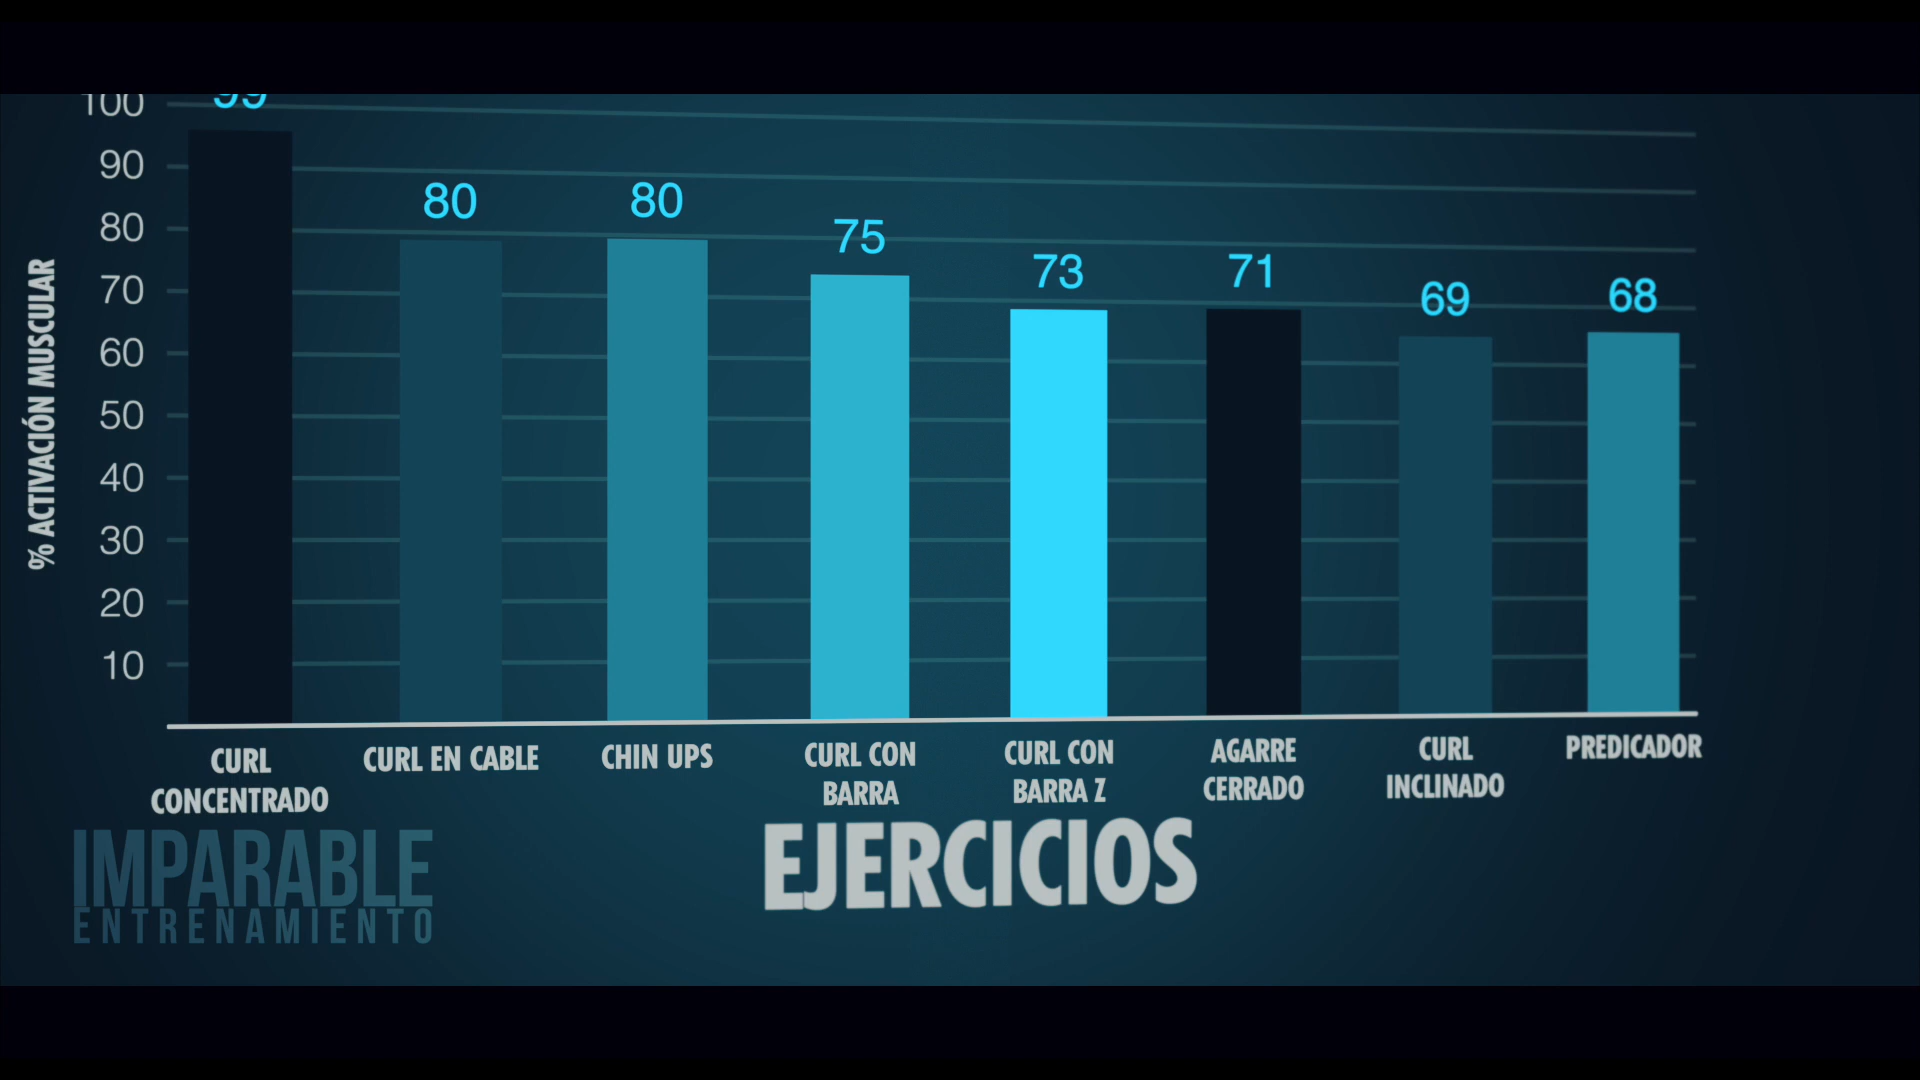 100
90
80
70
60
50
40
30
20
10
% ACTIVACIÓN MUSCULAR
80
80
75
73
71
69
68
CURL
CONCENTRADO
CURL EN CABLE
CHIN UPS
CURL CON
BARRA
CURL CON
BARRA Z
AGARRE
CERRADO
CURL
INCLINADO
PREDICADOR
EJERCICIOS
IMPARABLE
ENTRENAMIENTO